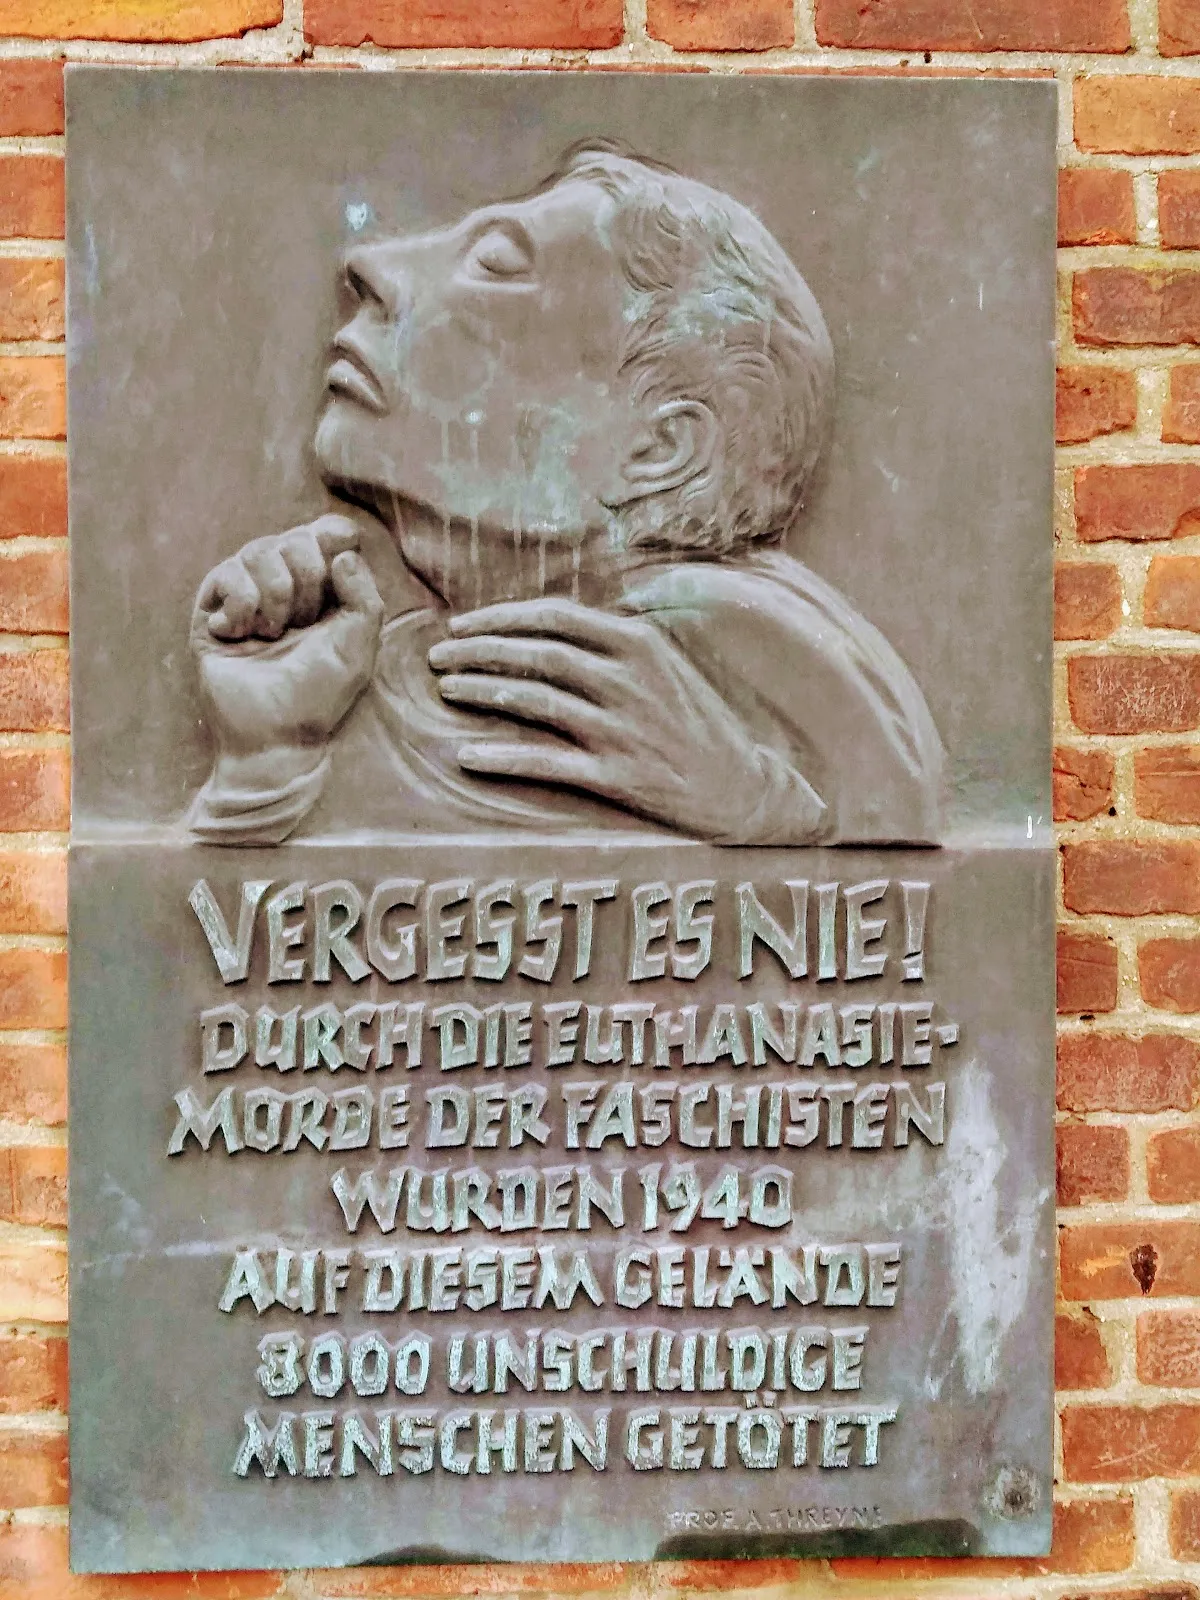 VERGESST ES NIE!
DURCH DIE EUTHANASIE-
MORDE DER FASCHISTEN
WURDEN 1940
AUF DIESEM GELÄNDE
8000 UNSCHULDIGE
MENSCHEN GETÖTET
PROF. A. THREYNE